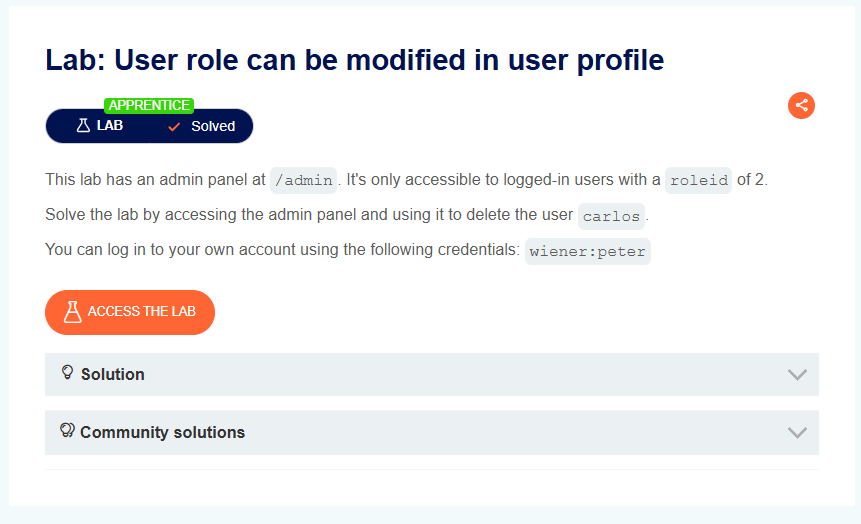 Lab: User role can be modified in user profile
APPRENTICE
LAB Solved
This lab has an admin panel at /admin. It's only accessible to logged-in users with a roleid of 2.
Solve the lab by accessing the admin panel and using it to delete the user carlos.
You can log in to your own account using the following credentials: wiener:peter
ACCESS THE LAB
Solution
Community solutions